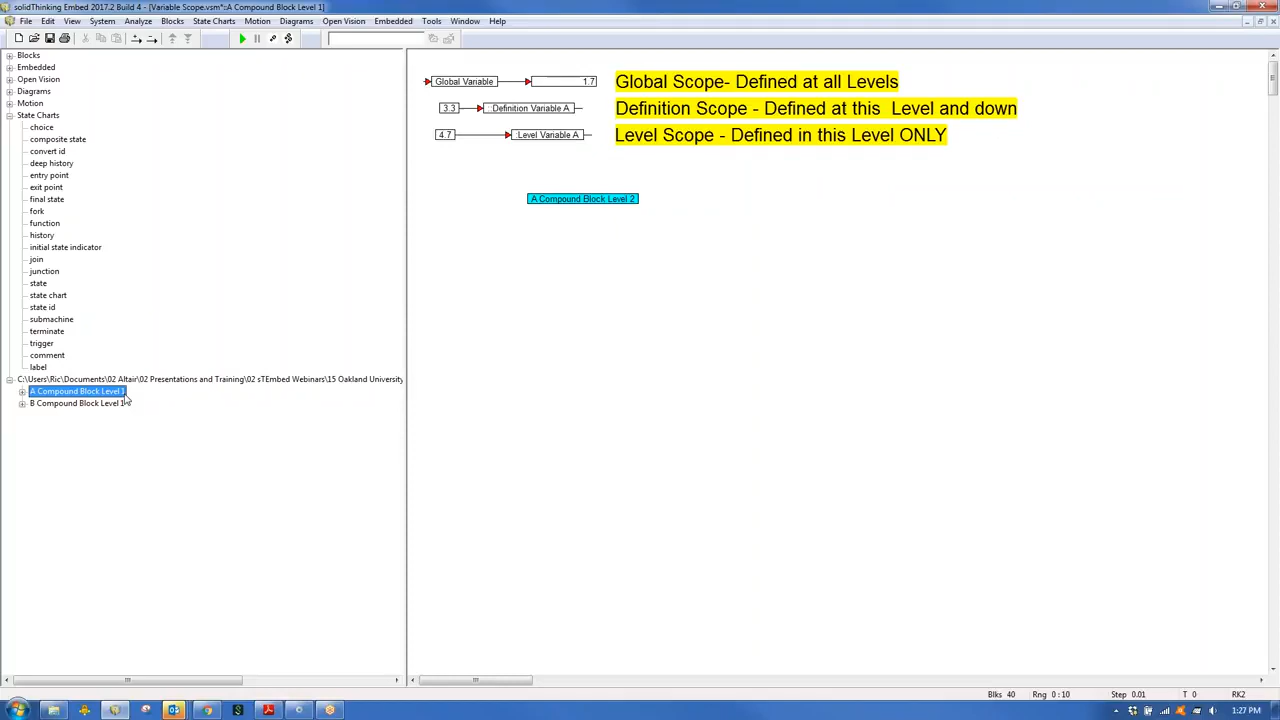 solidThinking Embed 2017.2 Build 4 - [Variable Scope.vsm*::A Compound Block Level 1]
File Edit View System Analyze Blocks State Charts Motion Diagrams Open Vision Embedded Tools Window Help
Blocks
Embedded
Open Vision
Diagrams
Motion
State Charts
choice
composite state
convert id
deep history
entry point
exit point
final state
fork
function
history
initial state indicator
join
junction
state
state chart
state id
submachine
terminate
trigger
comment
label
C:\Users\Ric\Documents\02 Altair\02 Presentations and Training\02 sTEmbed Webinars\15 Oakland University
A Compound Block Level 1
B Compound Block Level 1
Global Variable 1.7 Global Scope- Defined at all Levels
3.3 ::Definition Variable A Definition Scope - Defined at this Level and down
4.7 :Level Variable A Level Scope - Defined in this Level ONLY
A Compound Block Level 2
Blks 40 Rng 0:10 Step 0.01 T 0 RK2
1:27 PM